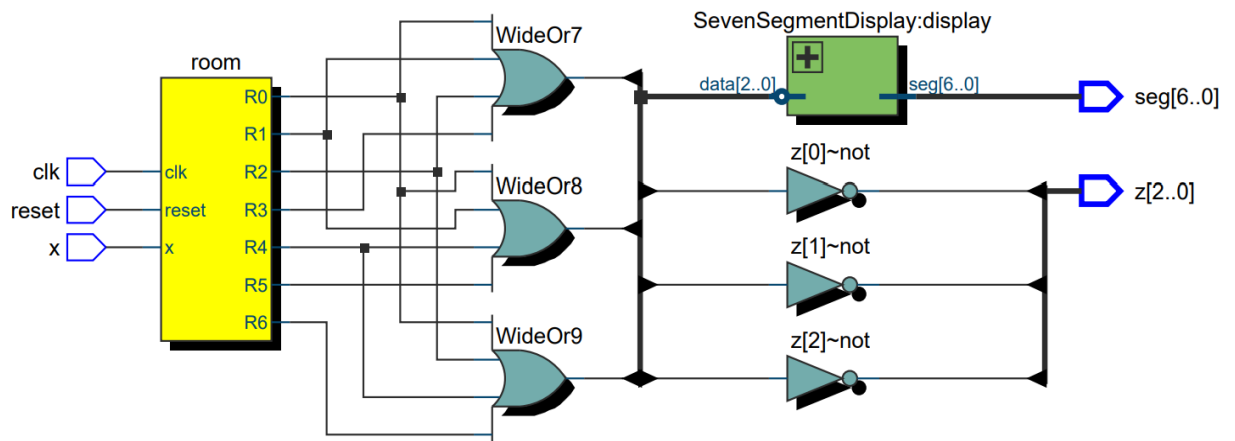 SevenSegmentDisplay:display
WideOr7
room
R0
data[2..0]
seg[6..0]
seg[6..0]
R1
z[0]~not
clk
clk
R2
WideOr8
z[2..0]
reset
reset
R3
x
x
R4
z[1]~not
R5
R6
WideOr9
z[2]~not